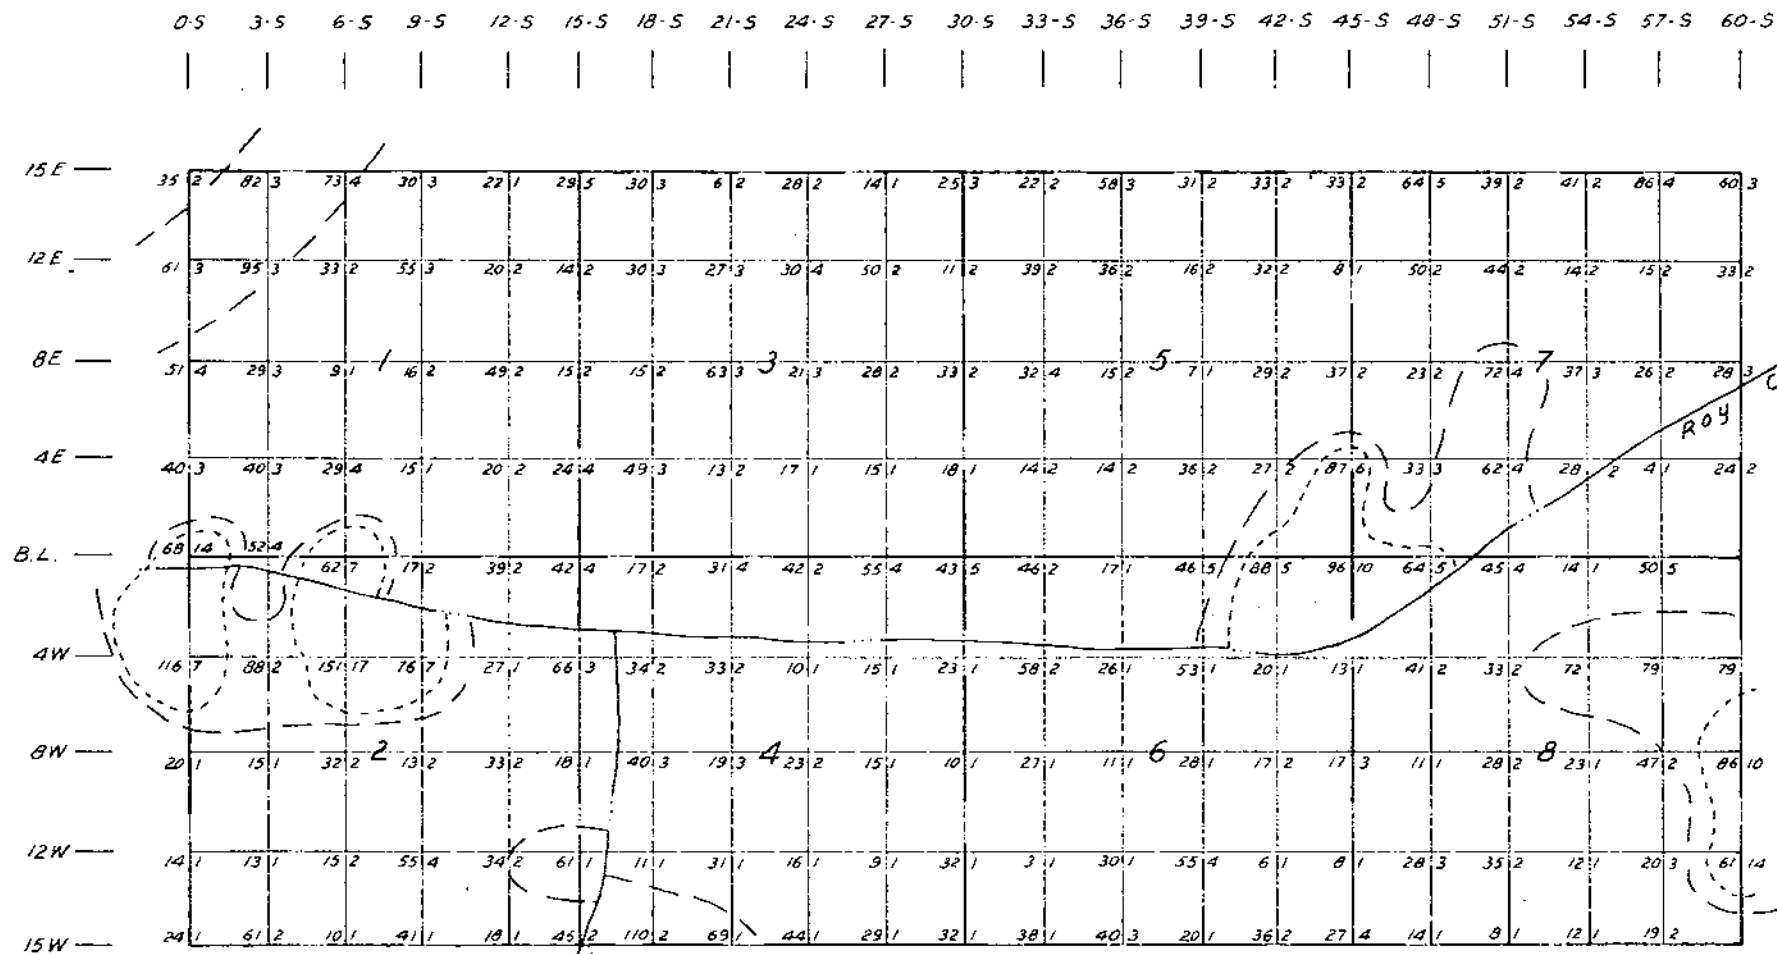 0-S 3-S 6-S 9-S 12-S 15-S 18-S 21-S 24-S 27-S 30-S 33-S 36-S 39-S 42-S 45-S 48-S 51-S 54-S 57-S 60-S
15E
35 2 82 3 73 4 30 3 22 1 29 5 30 3 6 2 28 2 14 1 25 3 22 2 58 3 31 2 33 2 33 2 64 5 39 2 41 2 86 4 60 3
12E
61 3 95 3 33 2 55 3 20 2 14 2 30 3 27 3 30 4 50 2 11 2 39 2 36 2 16 2 32 2 8 1 50 2 44 2 14 2 15 2 33 2
8E 1 3 5 7
51 4 29 3 9 1 16 2 49 2 15 2 15 2 63 3 21 3 28 2 33 2 32 4 15 2 7 1 29 2 37 2 23 2 72 4 37 3 26 2 28 3
ROY
4E
40 3 40 3 29 4 15 1 20 2 24 4 49 3 13 2 17 1 15 1 18 1 14 2 14 2 36 2 27 2 87 6 33 3 62 4 28 2 4 1 24 2
B.L. 68 14 52 4
62 7 17 2 39 2 42 4 17 2 31 4 42 2 55 4 43 5 46 2 17 1 46 5 88 5 96 10 64 5 45 4 14 1 50 5
4W
116 7 88 2 151 17 76 7 27 1 66 3 34 2 33 2 10 1 15 1 23 1 58 2 26 1 53 1 20 1 13 1 41 2 33 2 72 79 79
8W 2 4 6 8
20 1 15 1 32 2 13 2 33 2 18 1 40 3 19 3 23 2 15 1 10 1 27 1 11 1 28 1 17 2 17 3 11 1 28 2 23 1 47 2 86 10
12W
14 1 13 1 15 2 55 4 34 2 61 1 11 1 31 1 16 1 9 1 32 1 3 1 30 1 55 4 6 1 8 1 28 3 35 2 12 1 20 3 61 14
15W 24 1 61 2 10 1 41 1 18 1 45 2 110 2 69 1 44 1 29 1 32 1 38 1 40 3 20 1 36 2 27 4 14 1 8 1 12 1 19 2